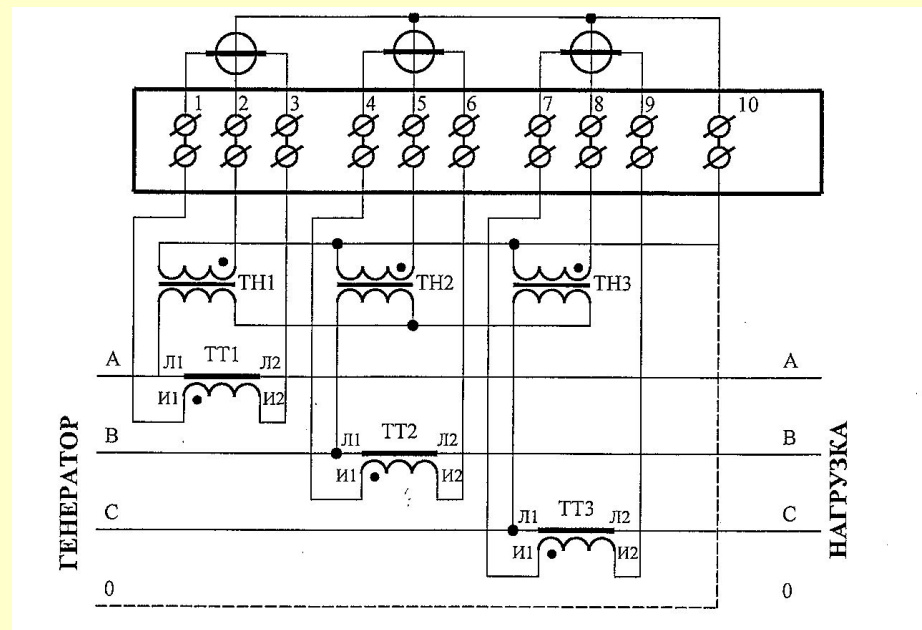 1 2 3 4 5 6 7 8 9 10
ТН1 ТН2 ТН3
А Л1 ТТ1 Л2 А
И1 И2
В Л1 ТТ2 Л2 В
И1 И2
С Л1 ТТ3 Л2 С
И1 И2
0 0
ГЕНЕРАТОР
НАГРУЗКА